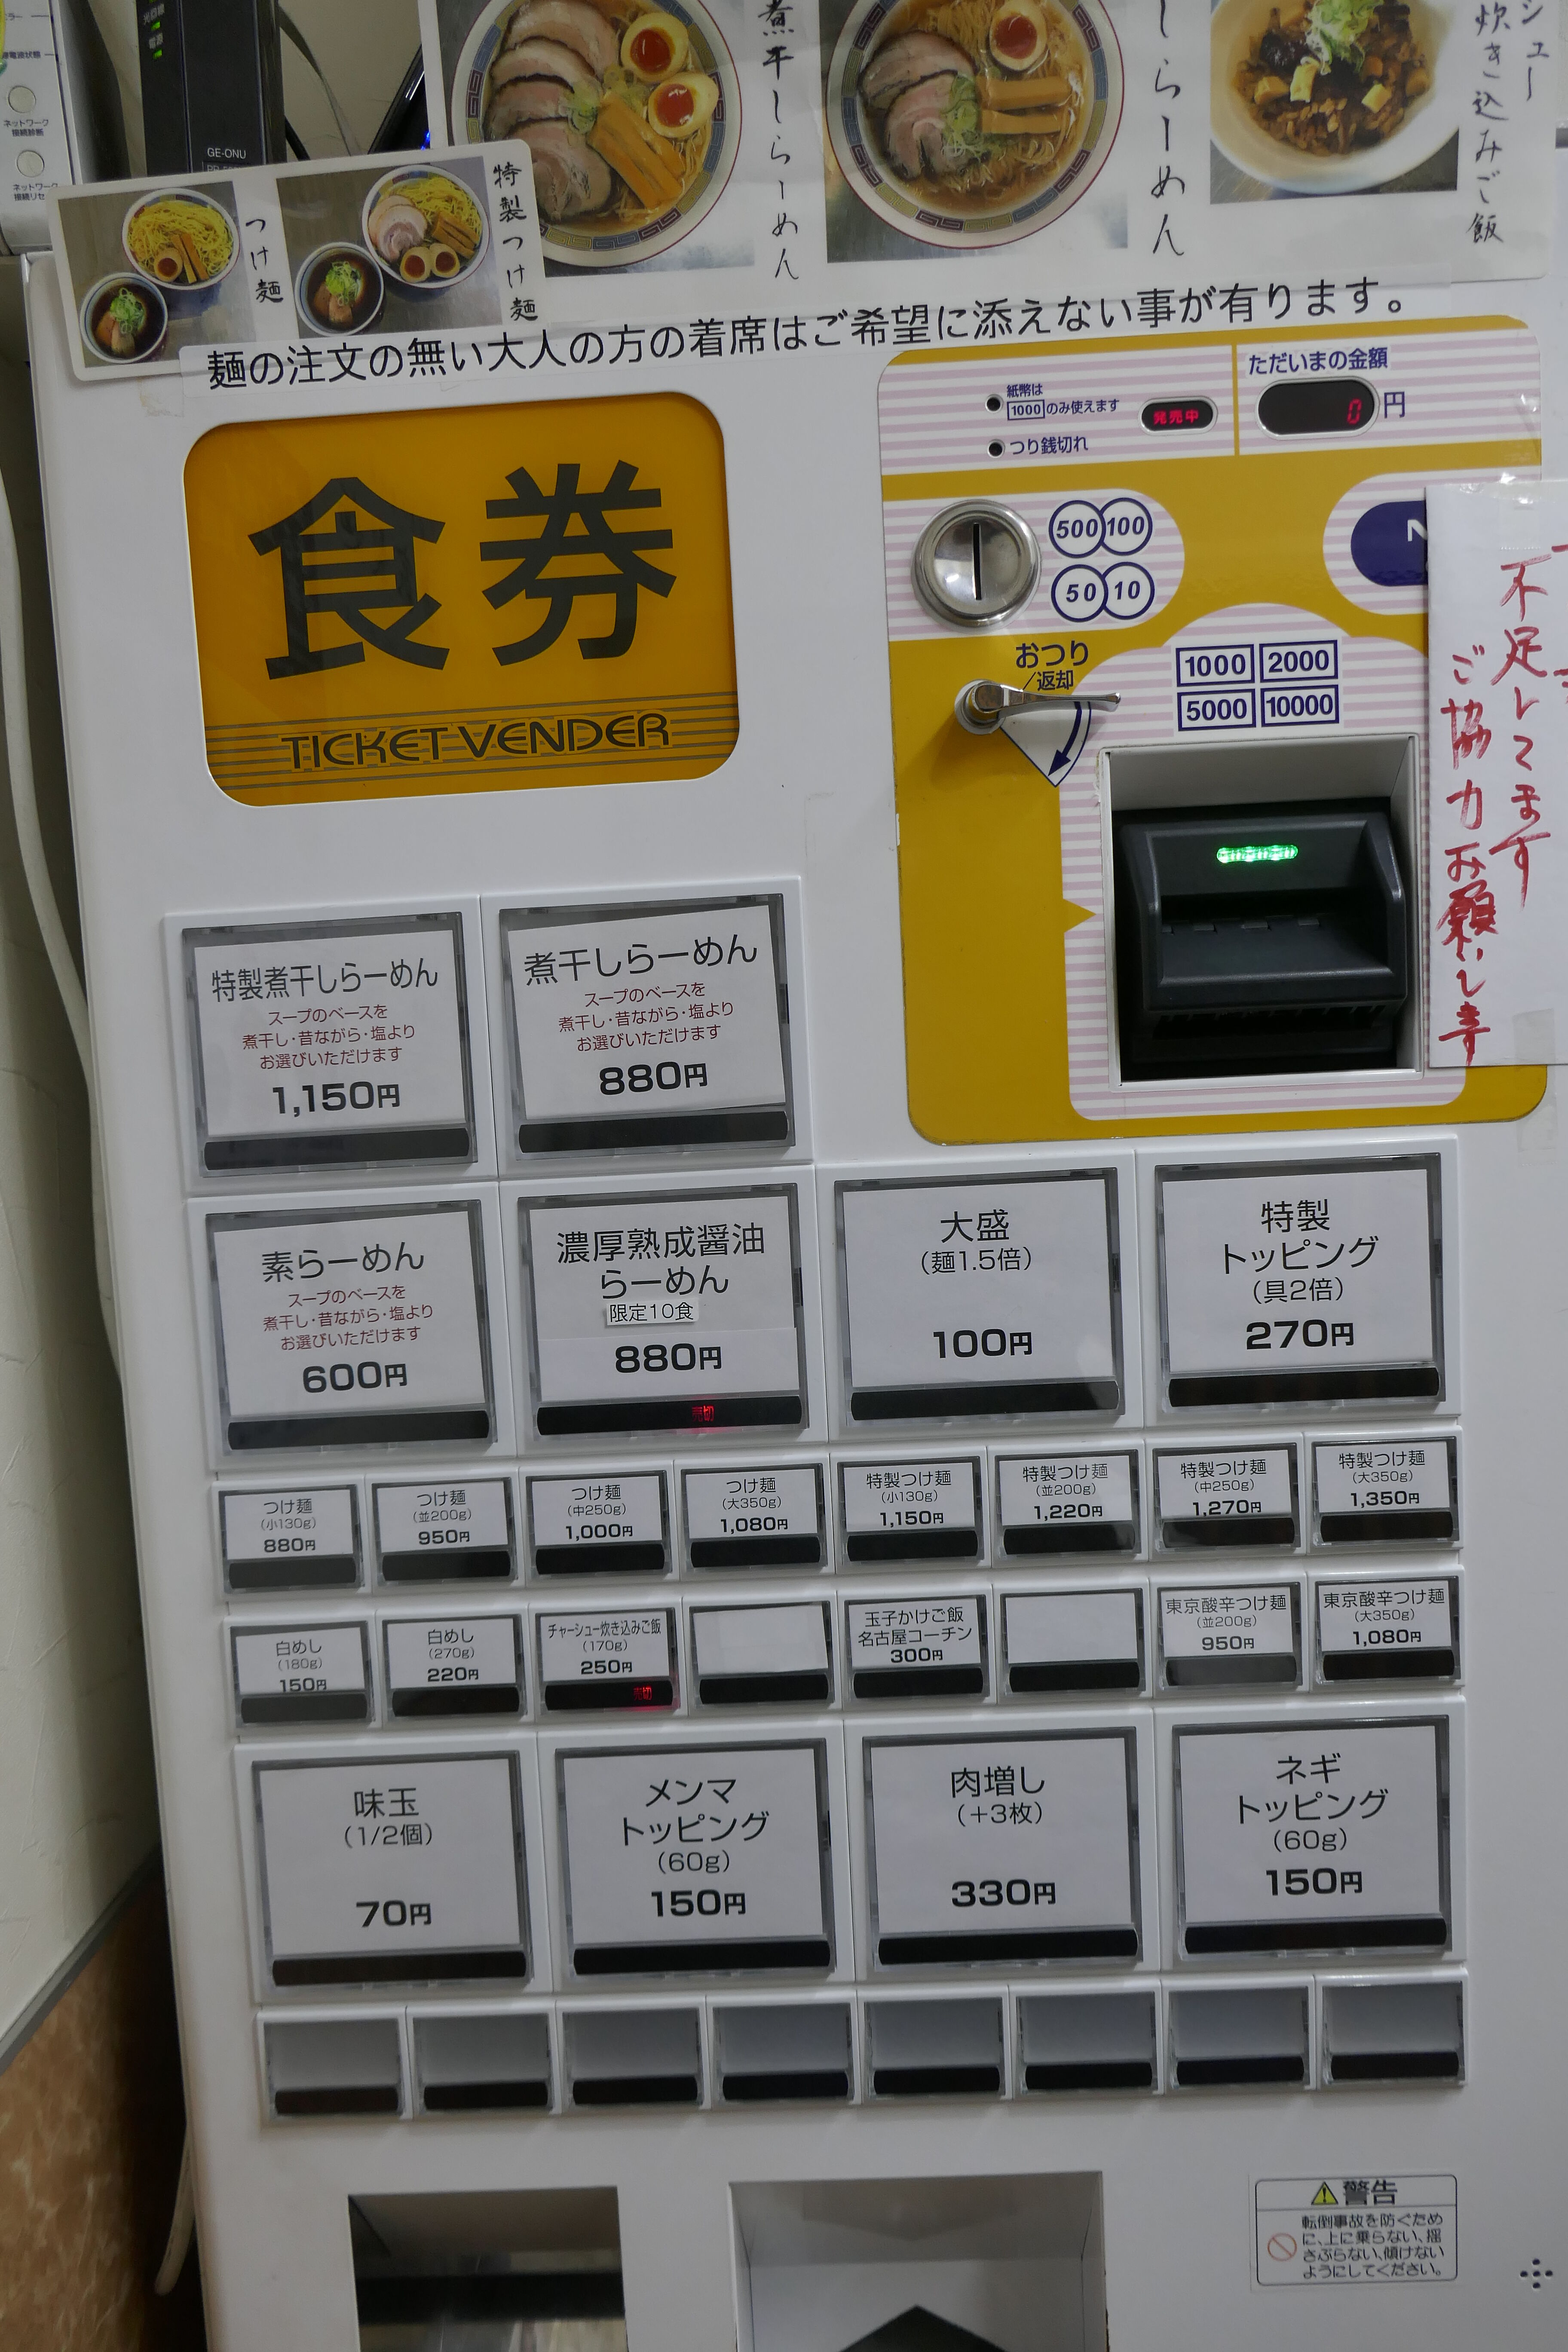 ネットワーク
接続診断
ネットワーク
GE-ONU
煮干しらーめん
しらーめん
シュー
炊き込みご飯
つけ麺
特製つけ麺
麺の注文の無い大人の方の着席はご希望に添えない事が有ります。
食券
TICKET VENDER
紙幣は
1000のみ使えます
つり銭切れ
発売中
ただいまの金額
0円
500 100
50 10
おつり
/返却
1000 2000
5000 10000
不足してます
ご協力お願いします
特製煮干しらーめん
スープのベースを
煮干し・昔ながら・塩より
お選びいただけます
1,150円
煮干しらーめん
スープのベースを
煮干し・昔ながら・塩より
お選びいただけます
880円
素らーめん
スープのベースを
煮干し・昔ながら・塩より
お選びいただけます
600円
濃厚熟成醤油
らーめん
限定10食
880円
売切
大盛
(麺1.5倍)
100円
特製
トッピング
(具2倍)
270円
つけ麺
(小130g)
880円
つけ麺
(並200g)
950円
つけ麺
(中250g)
1,000円
つけ麺
(大350g)
1,080円
特製つけ麺
(小130g)
1,150円
特製つけ麺
(並200g)
1,220円
特製つけ麺
(中250g)
1,270円
特製つけ麺
(大350g)
1,350円
白めし
(180g)
150円
白めし
(270g)
220円
チャーシュー炊き込みご飯
(170g)
250円
売切
玉子かけご飯
名古屋コーチン
300円
東京酸辛つけ麺
(並200g)
950円
東京酸辛つけ麺
(大350g)
1,080円
味玉
(1/2個)
70円
メンマ
トッピング
(60g)
150円
肉増し
(+3枚)
330円
ネギ
トッピング
(60g)
150円
警告
転倒事故を防ぐため
に、上に乗らない、揺
さぶらない、傾けない
ようにしてください。